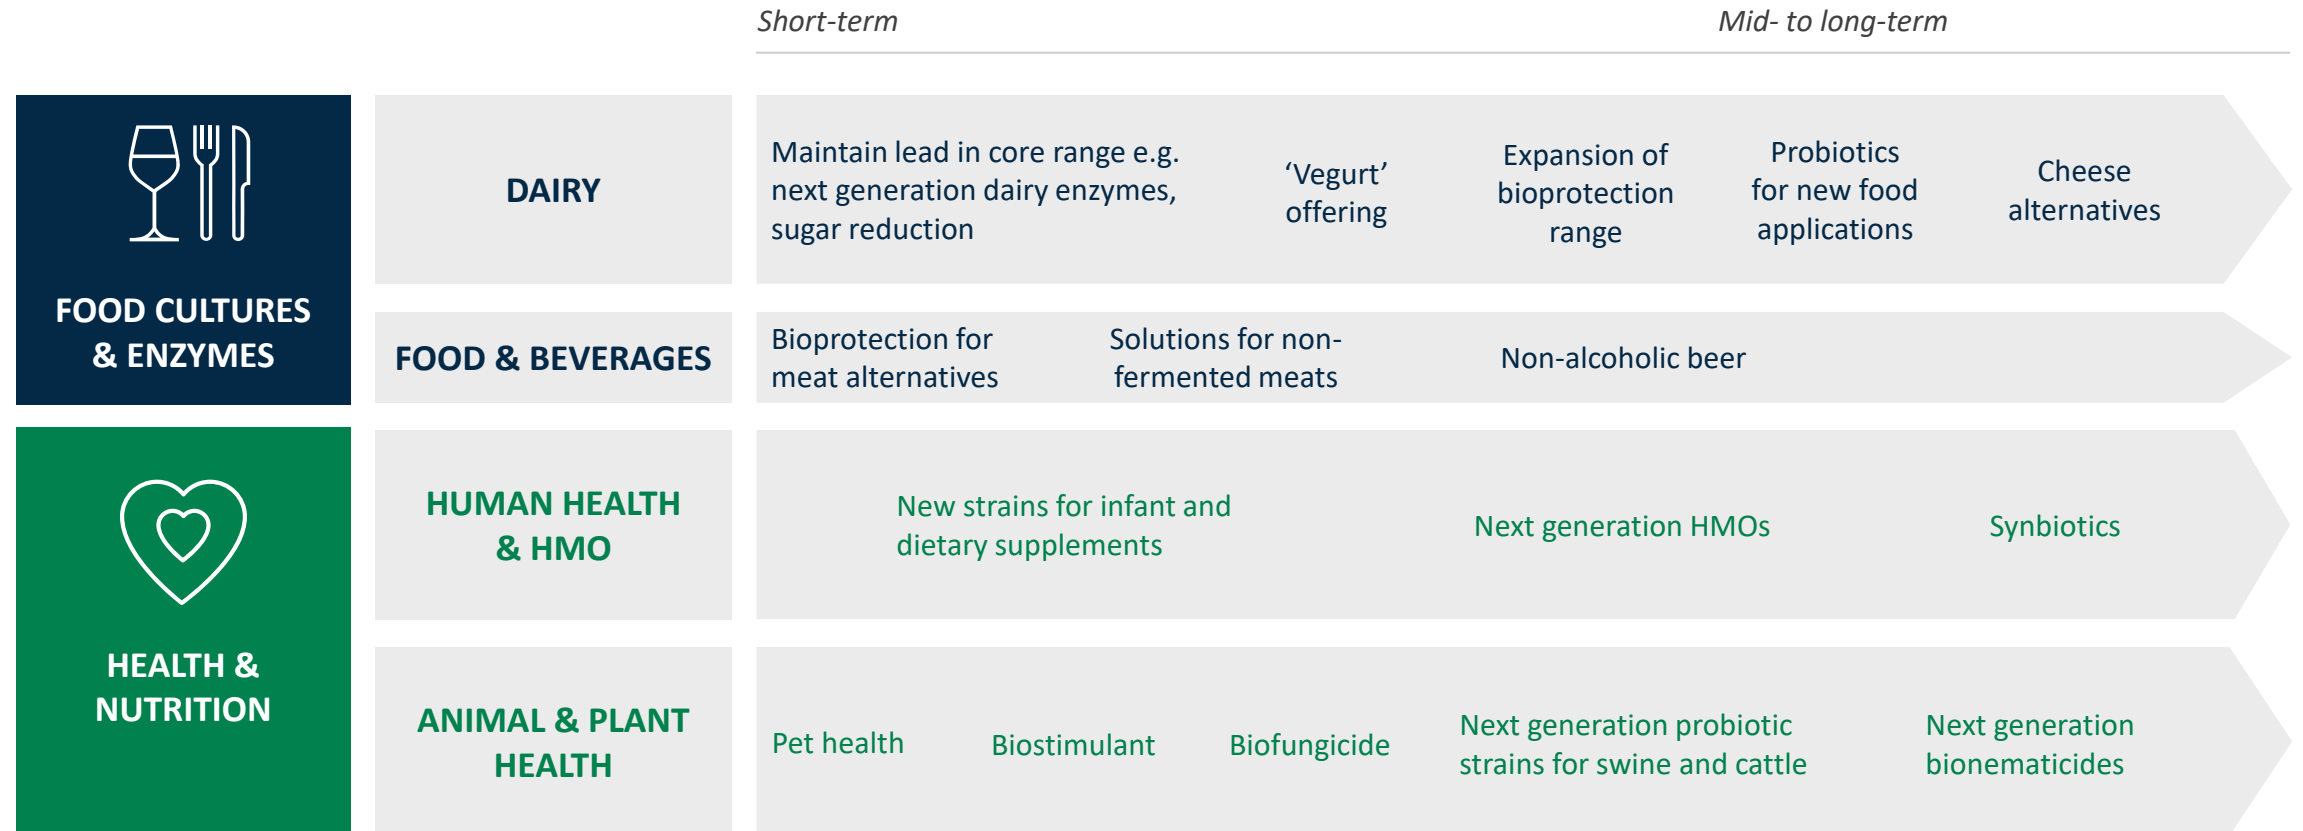 Short-term
Mid- to long-term
FOOD CULTURES
& ENZYMES
DAIRY
Maintain lead in core range e.g.
next generation dairy enzymes,
sugar reduction
‘Vegurt’
offering
Expansion of
bioprotection
range
Probiotics
for new food
applications
Cheese
alternatives
FOOD & BEVERAGES
Bioprotection for
meat alternatives
Solutions for non-
fermented meats
Non-alcoholic beer
HEALTH &
NUTRITION
HUMAN HEALTH
& HMO
New strains for infant and
dietary supplements
Next generation HMOs
Synbiotics
ANIMAL & PLANT
HEALTH
Pet health
Biostimulant
Biofungicide
Next generation probiotic
strains for swine and cattle
Next generation
bionematicides